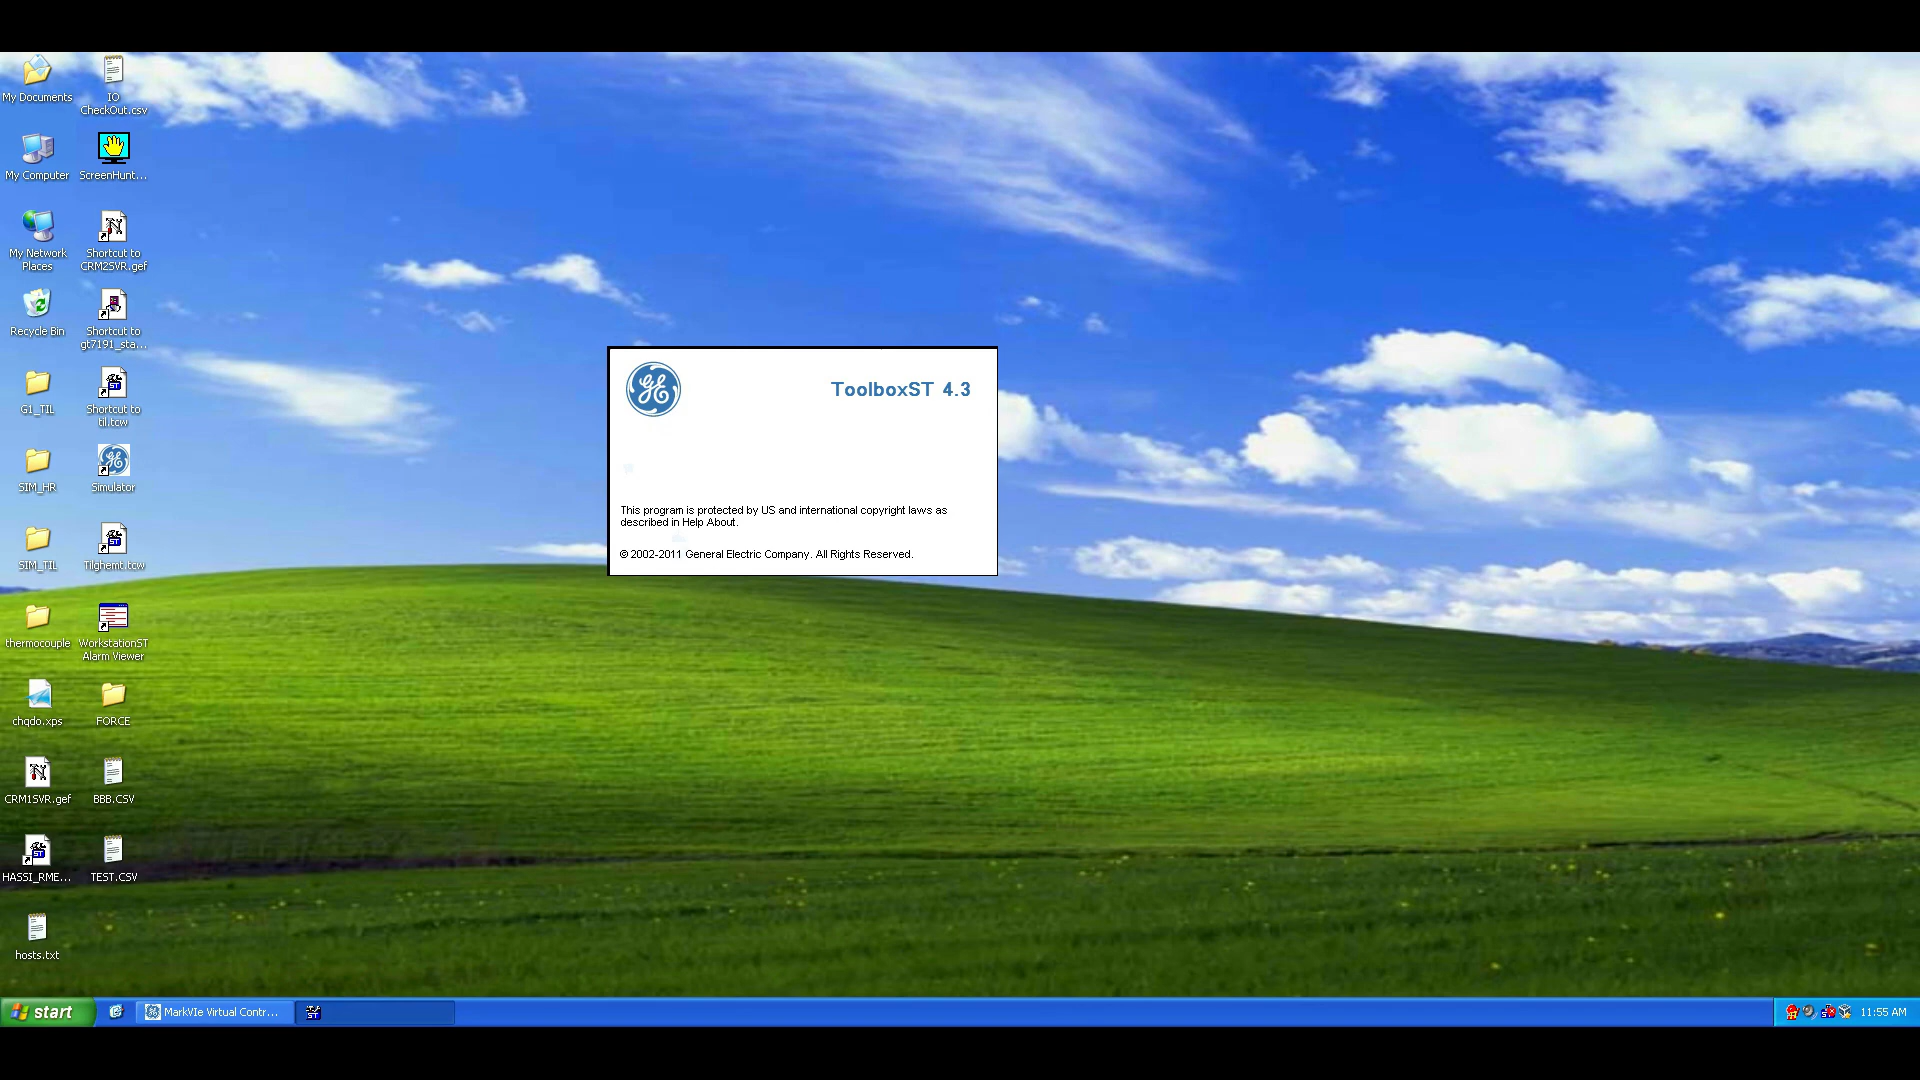 My Documents
IO
CheckOut.csv
My Computer
ScreenHunt...
My Network
Places
Shortcut to
CRM2SVR.gef
Recycle Bin
Shortcut to
gt7191_sta...
G1_TIL
Shortcut to
til.tcw
SIM_HR
Simulator
SIM_TIL
Tilghemt.tcw
thermocouple
WorkstationST
Alarm Viewer
chqdo.xps
FORCE
CRM1SVR.gef
BBB.CSV
HASSI_RME...
TEST.CSV
hosts.txt
GE
ToolboxST 4.3
This program is protected by US and international copyright laws as
described in Help About.
© 2002-2011 General Electric Company. All Rights Reserved.
start
MarkVIe Virtual Contr...
ST
11:55 AM